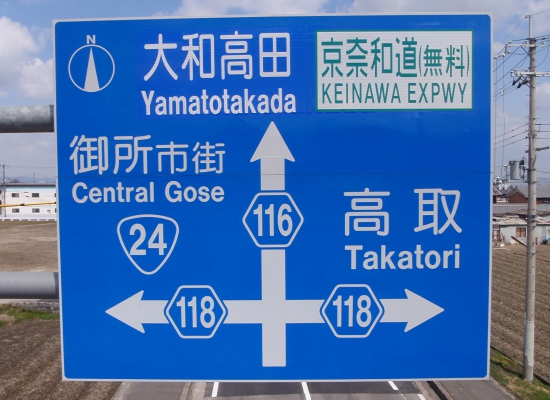 N
大和高田
Yamatotakada
京奈和道(無料)
KEINAWA EXPWY
御所市街
Central Gose
24
116
高取
Takatori
118
118